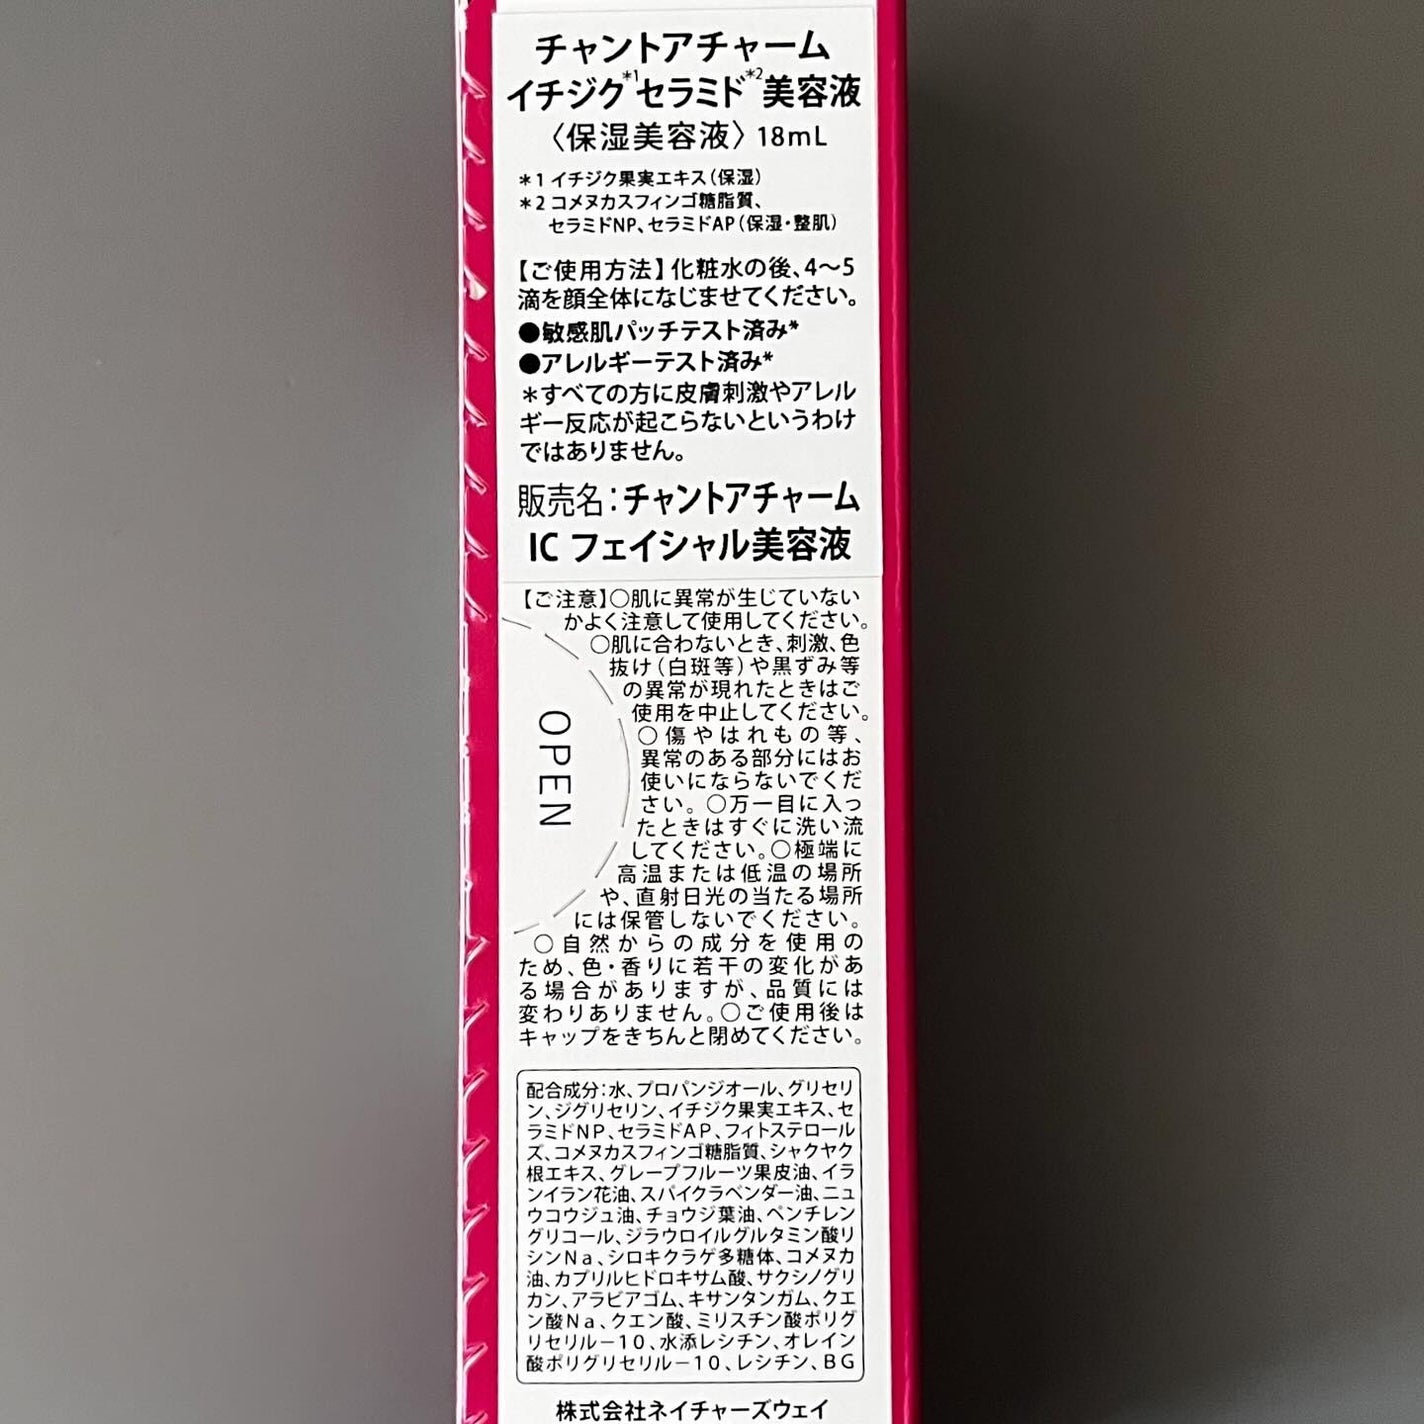 チャントアチャーム
イチジク*1セラミド*2美容液
〈保湿美容液〉18mL
*1 イチジク果実エキス(保湿)
*2 コメヌカスフィンゴ糖脂質、
セラミドNP、セラミドAP(保湿・整肌)
【ご使用方法】化粧水の後、4〜5
滴を顔全体になじませてください。
●敏感肌パッチテスト済み*
●アレルギーテスト済み*
*すべての方に皮膚刺激やアレル
ギー反応が起こらないというわけ
ではありません。
販売名:チャントアチャーム
IC フェイシャル美容液
【ご注意】○肌に異常が生じていない
かよく注意して使用してください。
○肌に合わないとき、刺激、色
抜け(白斑等)や黒ずみ等
の異常が現れたときはご
使用を中止してください。
○傷やはれもの等、
異常のある部分にはお
使いにならないでくだ
さい。○万一目に入っ
たときはすぐに洗い流
してください。○極端に
高温または低温の場所
や、直射日光の当たる場所
には保管しないでください。
○自然からの成分を使用の
ため、色・香りに若干の変化があ
る場合がありますが、品質には
変わりありません。○ご使用後は
キャップをきちんと閉めてください。
OPEN
配合成分:水、プロパンジオール、グリセリ
ン、ジグリセリン、イチジク果実エキス、セ
ラミドNP、セラミドAP、フィトステロール
ズ、コメヌカスフィンゴ糖脂質、シャクヤク
根エキス、グレープフルーツ果皮油、イラ
ンイラン花油、スパイクラベンダー油、ニュ
ウコウジュ油、チョウジ葉油、ペンチレン
グリコール、ジラウロイルグルタミン酸リ
シンNa、シロキクラゲ多糖体、コメヌカ
油、カプリルヒドロキサム酸、サクシノグリ
カン、アラビアゴム、キサンタンガム、クエ
ン酸Na、クエン酸、ミリスチン酸ポリグ
リセリル－10、水添レシチン、オレイン
酸ポリグリセリル－10、レシチン、BG
株式会社ネイチャーズウェイ